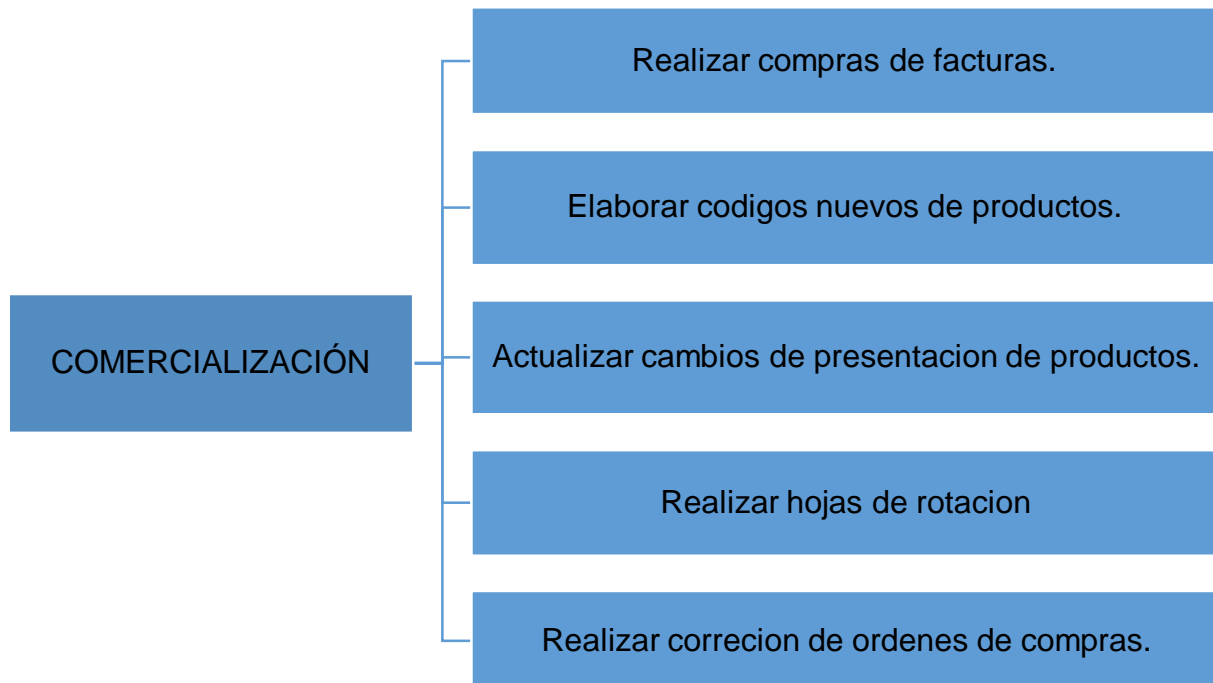 Realizar compras de facturas.
Elaborar codigos nuevos de productos.
COMERCIALIZACIÓN
Actualizar cambios de presentacion de productos.
Realizar hojas de rotacion
Realizar correcion de ordenes de compras.